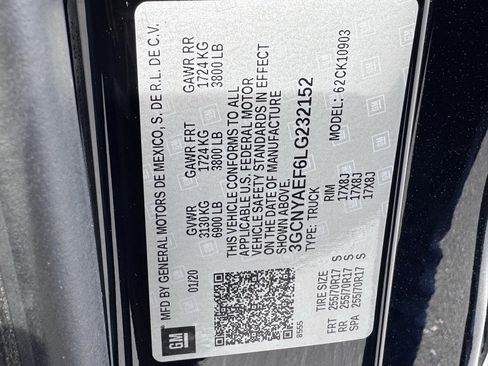 MFD BY GENERAL MOTORS DE MEXICO, S. DE R.L. DE C.V.
01/20
GVWR
3130 KG
6900 LB
GAWR FRT
1724 KG
3800 LB
GAWR RR
1724 KG
3800 LB
THIS VEHICLE CONFORMS TO ALL
APPLICABLE U.S. FEDERAL MOTOR
VEHICLE SAFETY STANDARDS IN EFFECT
ON THE DATE OF MANUFACTURE
SHOWN ABOVE.
3GCNYAEF6LG232152
TYPE: TRUCK
MODEL: 62CK10903
GM
8555
TIRE SIZE RIM
FRT 255/70R17 S 17X8J
RR 255/70R17 S 17X8J
SPA 255/70R17 S 17X8J